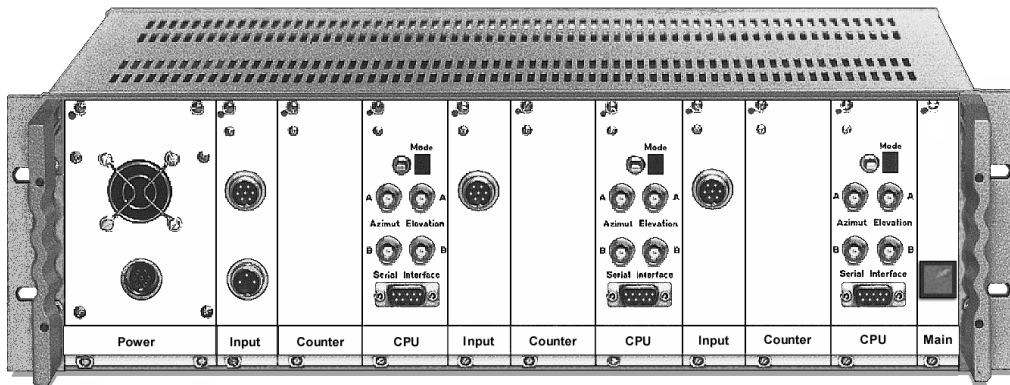 Mode
A A
Azimut Elevation
B B
Serial Interface
Mode
A A
Azimut Elevation
B B
Serial Interface
Mode
A A
Azimut Elevation
B B
Serial Interface
Power Input Counter CPU Input Counter CPU Input Counter CPU Main